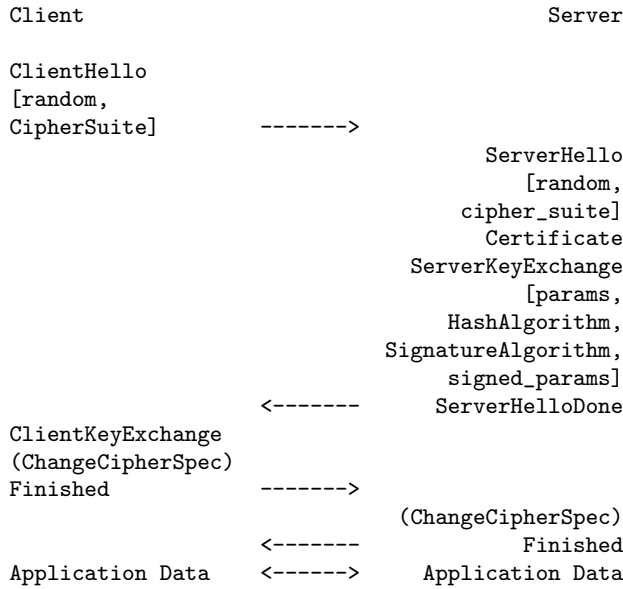 Client Server
ClientHello
[random,
CipherSuite] ------->
ServerHello
[random,
cipher_suite]
Certificate
ServerKeyExchange
[params,
HashAlgorithm,
SignatureAlgorithm,
signed_params]
<------- ServerHelloDone
ClientKeyExchange
(ChangeCipherSpec)
Finished ------->
(ChangeCipherSpec)
<------- Finished
Application Data <------> Application Data